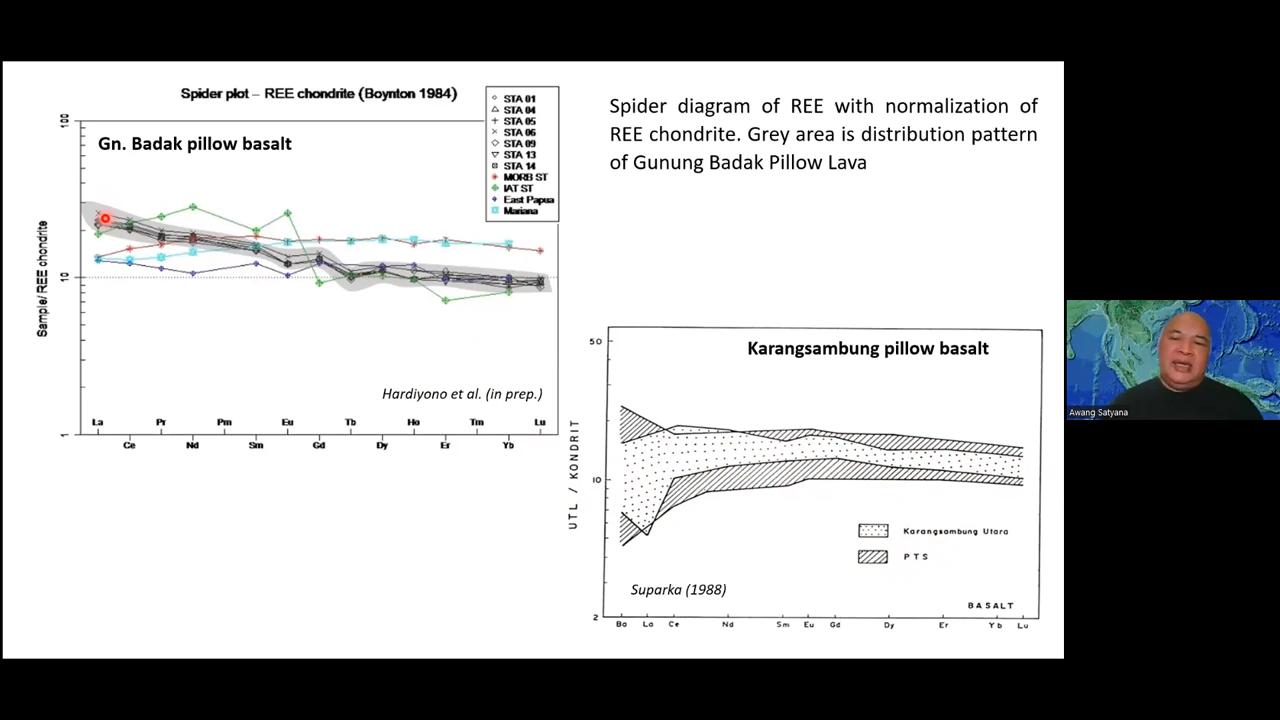 Spider plot – REE chondrite (Boynton 1984)
Gn. Badak pillow basalt
STA 01
STA 04
STA 05
STA 06
STA 09
STA 13
STA 14
MORB ST
IAT ST
East Papua
Mariana
100
10
1
Sample/ REE chondrite
Hardiyono et al. (in prep.)
La Pr Pm Eu Tb Ho Tm Lu
Ce Nd Sm Gd Dy Er Yb
Spider diagram of REE with normalization of
REE chondrite. Grey area is distribution pattern
of Gunung Badak Pillow Lava
Karangsambung pillow basalt
50
10
2
UTL / KONDRIT
Karangsambung Utara
PTS
Suparka (1988)
BASALT
Ba La Ce Nd Sm Eu Gd Dy Er Yb Lu
Awang Satyana